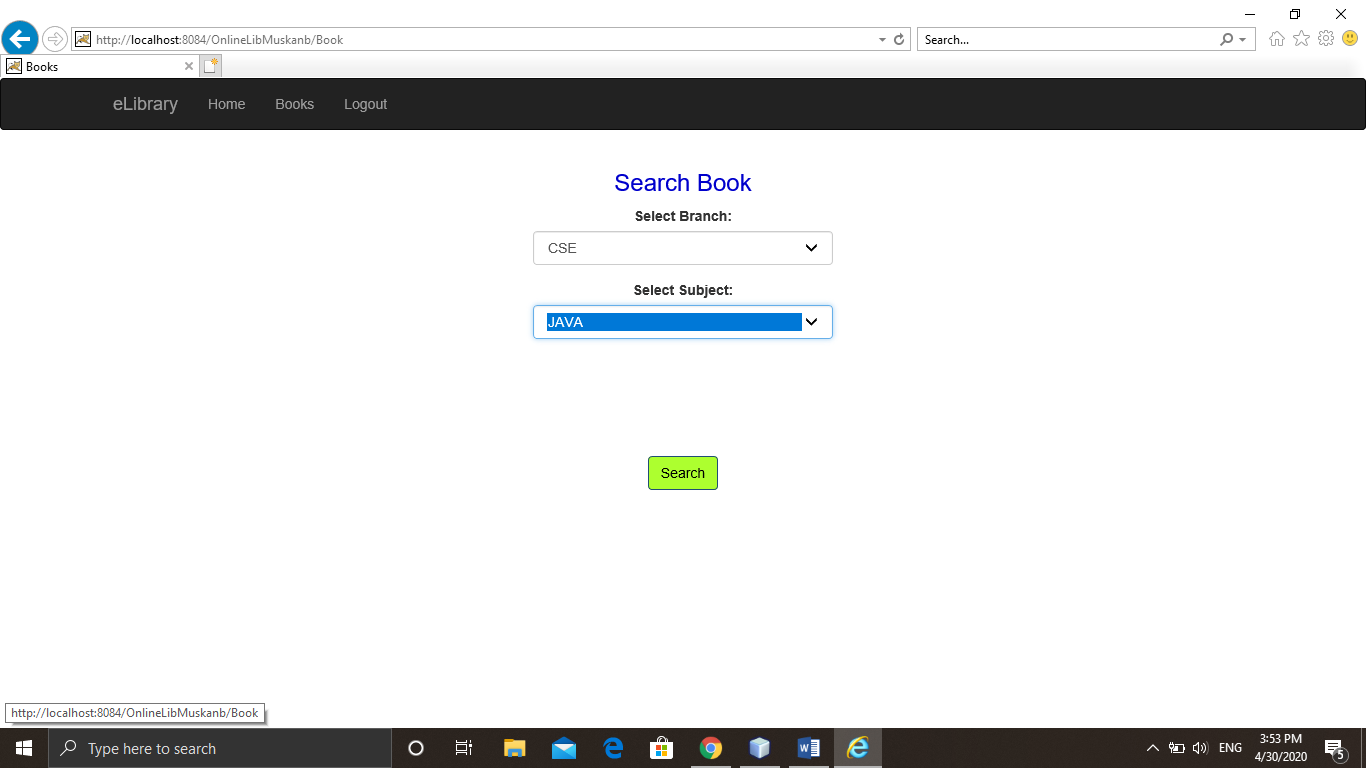 http://localhost:8084/OnlineLibMuskanb/Book
Search...
Books
eLibrary Home Books Logout
Search Book
Select Branch:
CSE
Select Subject:
JAVA
Search
http://localhost:8084/OnlineLibMuskanb/Book
Type here to search
ENG
3:53 PM
4/30/2020
5